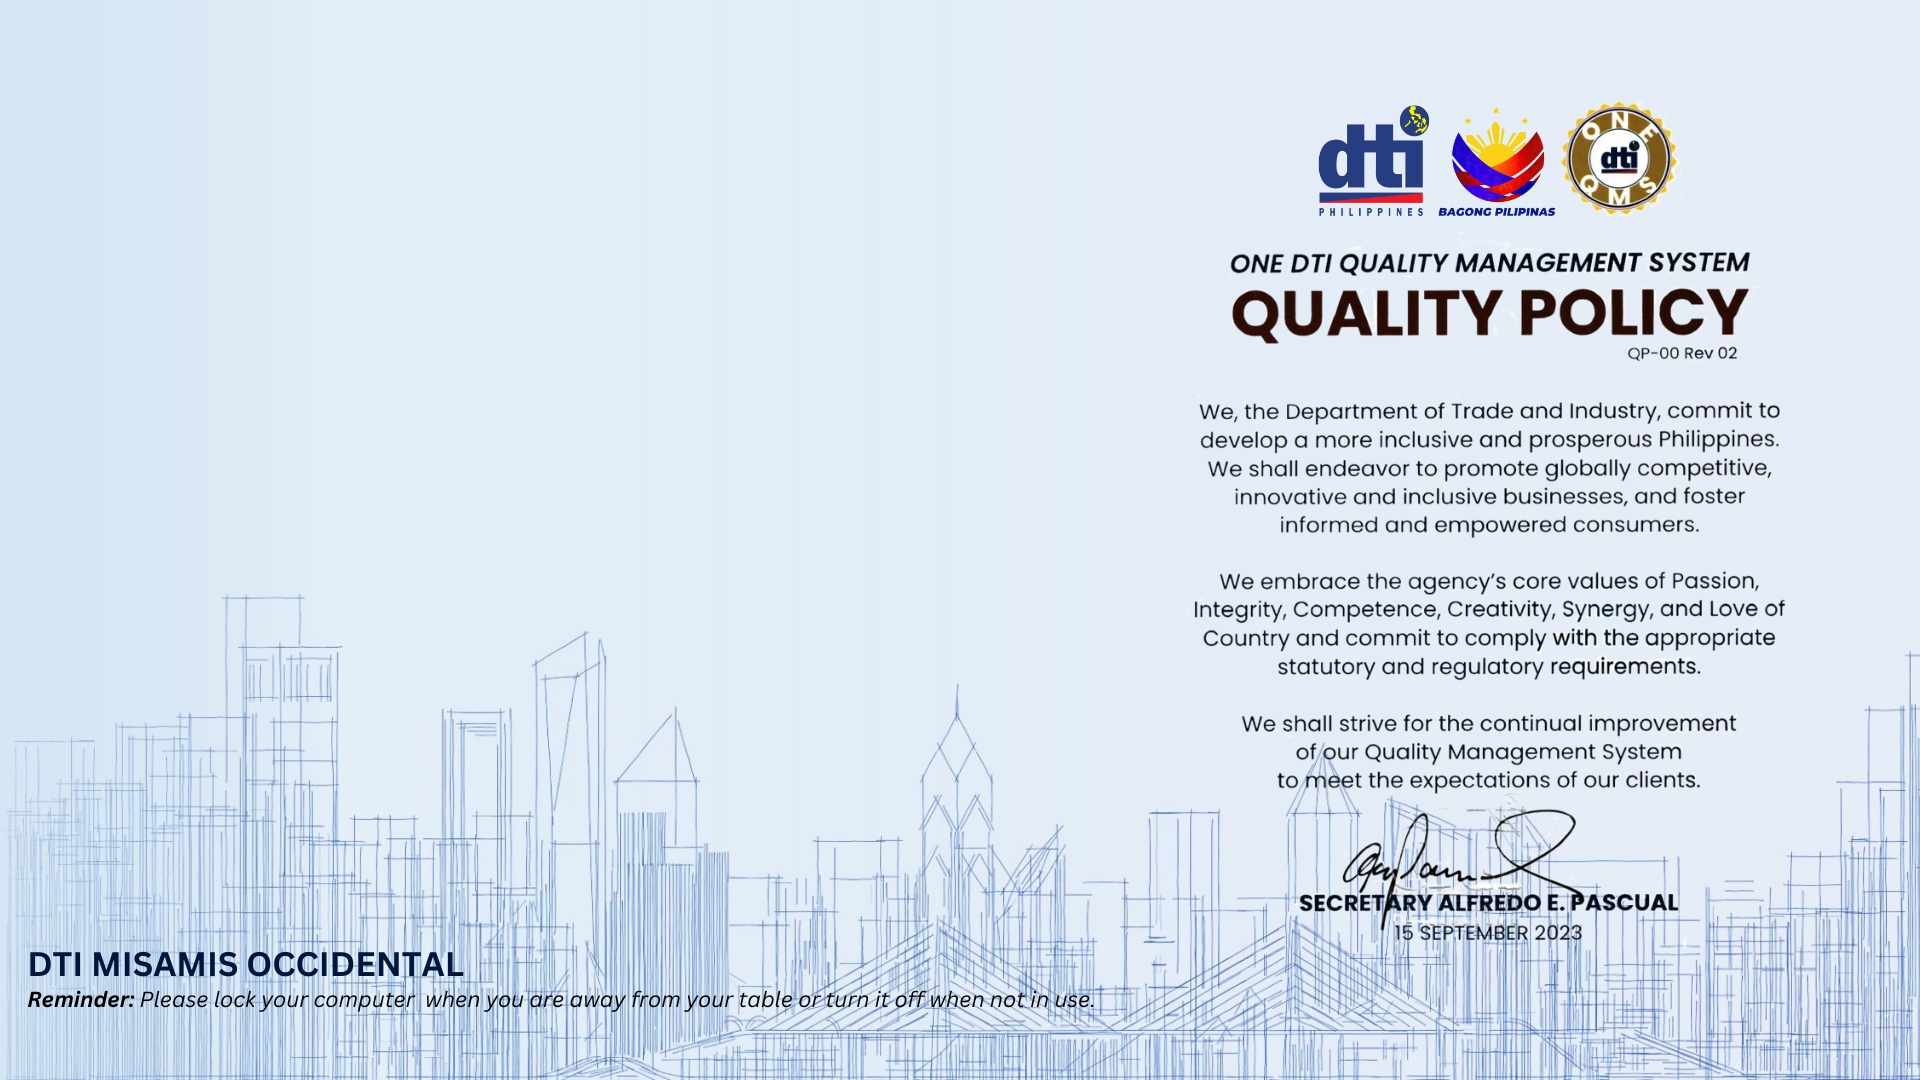 dti
PHILIPPINES
BAGONG PILIPINAS
ONE
dti
QMS
ONE DTI QUALITY MANAGEMENT SYSTEM
QUALITY POLICY
QP-00 Rev 02
We, the Department of Trade and Industry, commit to
develop a more inclusive and prosperous Philippines.
We shall endeavor to promote globally competitive,
innovative and inclusive businesses, and foster
informed and empowered consumers.
We embrace the agency’s core values of Passion,
Integrity, Competence, Creativity, Synergy, and Love of
Country and commit to comply with the appropriate
statutory and regulatory requirements.
We shall strive for the continual improvement
of our Quality Management System
to meet the expectations of our clients.
SECRETARY ALFREDO E. PASCUAL
15 SEPTEMBER 2023
DTI MISAMIS OCCIDENTAL
Reminder: Please lock your computer  when you are away from your table or turn it off when not in use.